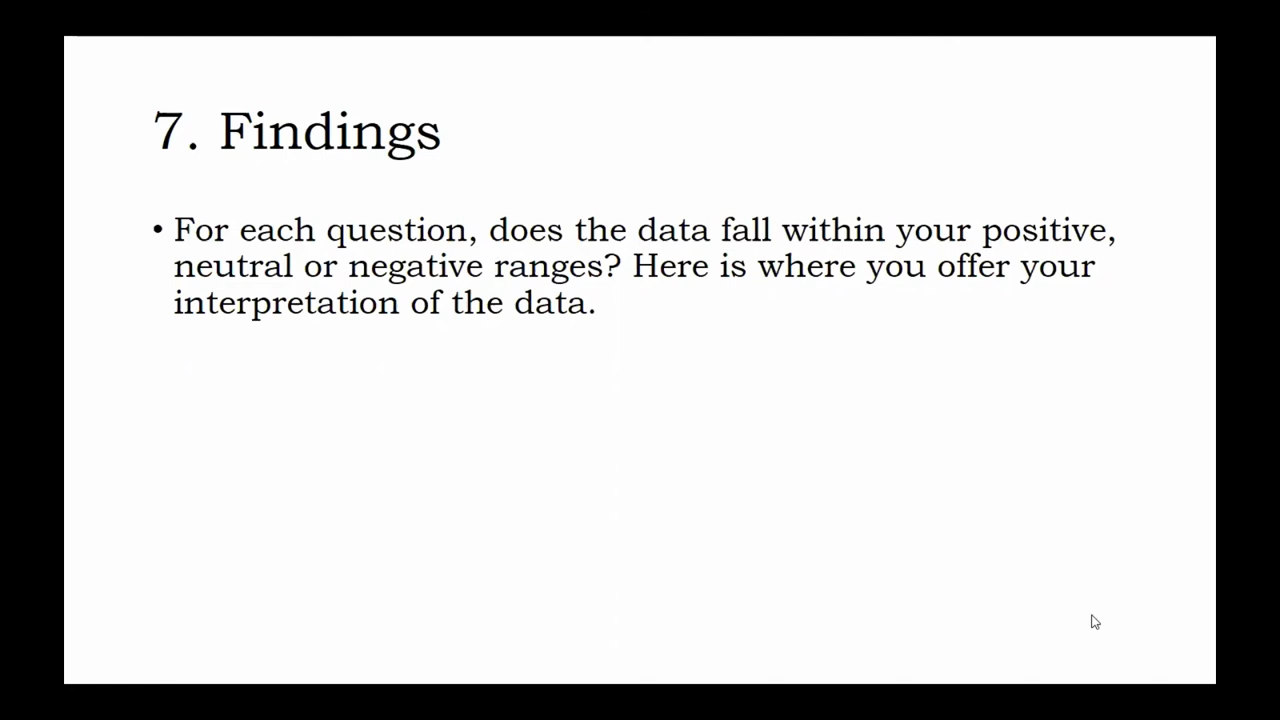 7. Findings
• For each question, does the data fall within your positive,
neutral or negative ranges? Here is where you offer your
interpretation of the data.